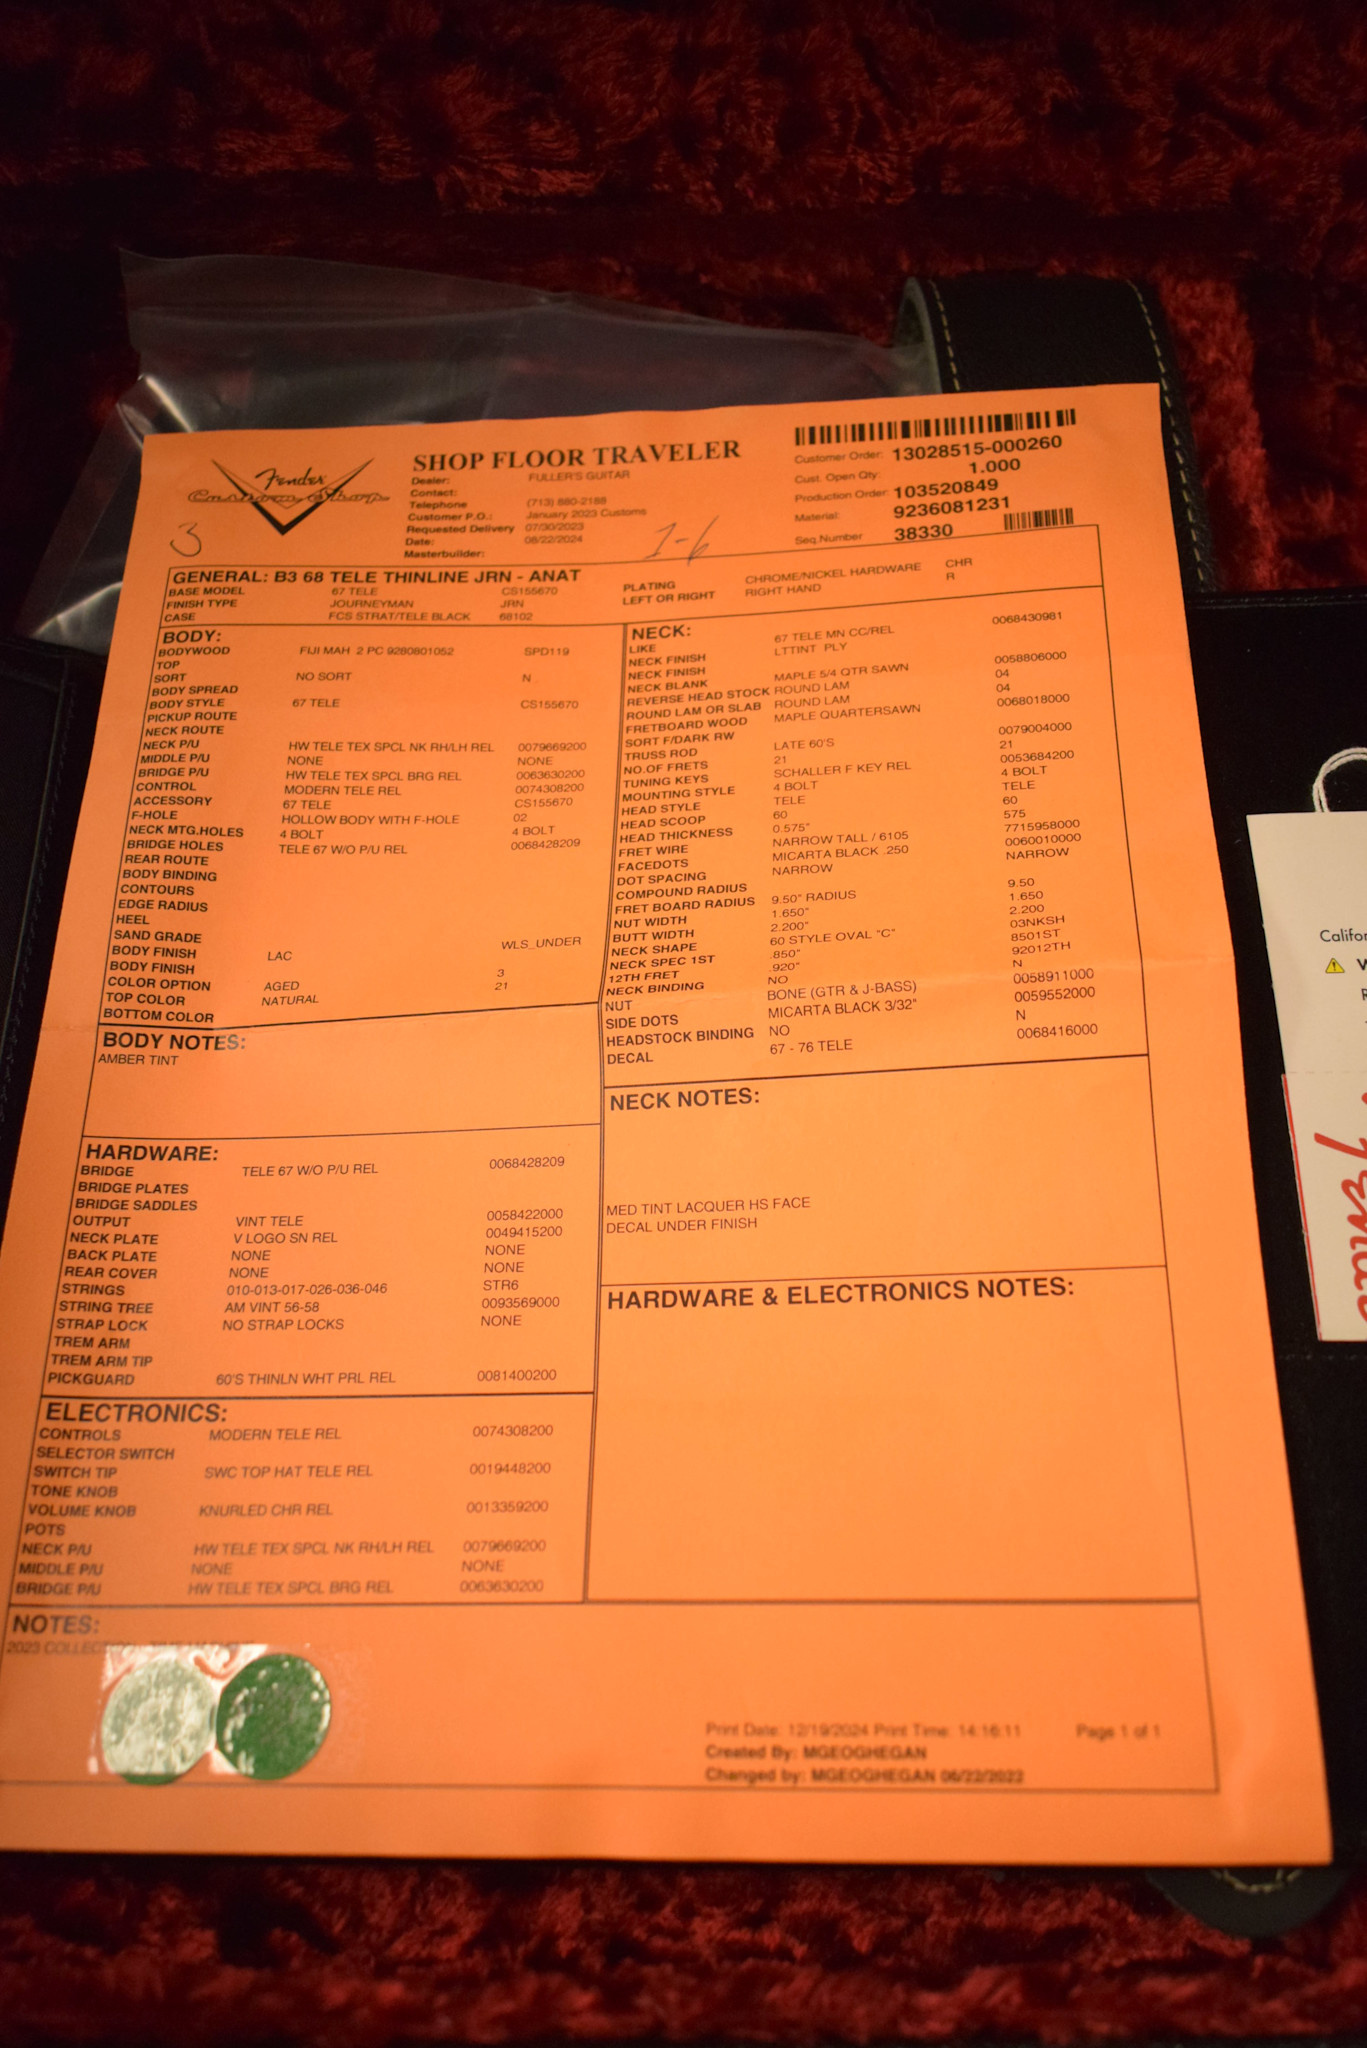 Fender
Custom Shop
3
SHOP FLOOR TRAVELER
Dealer: FULLER'S GUITAR
Contact:
Telephone (713) 880-2188
Customer P.O.: January 2023 Customs
Requested Delivery 07/30/2023
Date: 08/22/2024
Masterbuilder:
1-6
Customer Order: 13028515-000260
Cust. Open Qty: 1.000
Production Order: 103520849
Material: 9236081231
Seq.Number 38330
GENERAL: B3 68 TELE THINLINE JRN - ANAT
BASE MODEL 67 TELE CS155670
FINISH TYPE JOURNEYMAN JRN
CASE FCS STRAT/TELE BLACK 68102
PLATING CHROME/NICKEL HARDWARE CHR
LEFT OR RIGHT RIGHT HAND R
BODY:
BODYWOOD FIJI MAH 2 PC 9280801052 SPD119
TOP
SORT NO SORT N
BODY SPREAD
BODY STYLE 67 TELE CS155670
PICKUP ROUTE
NECK ROUTE
NECK P/U HW TELE TEX SPCL NK RH/LH REL 0079669200
MIDDLE P/U NONE NONE
BRIDGE P/U HW TELE TEX SPCL BRG REL 0063630200
CONTROL MODERN TELE REL 0074308200
ACCESSORY 67 TELE CS155670
F-HOLE HOLLOW BODY WITH F-HOLE 02
NECK MTG.HOLES 4 BOLT 4 BOLT
BRIDGE HOLES TELE 67 W/O P/U REL 0068428209
REAR ROUTE
BODY BINDING
CONTOURS
EDGE RADIUS
HEEL
SAND GRADE
BODY FINISH LAC WLS_UNDER
BODY FINISH
COLOR OPTION AGED 3
TOP COLOR NATURAL 21
BOTTOM COLOR
BODY NOTES:
AMBER TINT
HARDWARE:
BRIDGE TELE 67 W/O P/U REL 0068428209
BRIDGE PLATES
BRIDGE SADDLES
OUTPUT VINT TELE 0058422000
NECK PLATE V LOGO SN REL 0049415200
BACK PLATE NONE NONE
REAR COVER NONE NONE
STRINGS 010-013-017-026-036-046 STR6
STRING TREE AM VINT 56-58 0093569000
STRAP LOCK NO STRAP LOCKS NONE
TREM ARM
TREM ARM TIP
PICKGUARD 60'S THINLN WHT PRL REL 0081400200
ELECTRONICS:
CONTROLS MODERN TELE REL 0074308200
SELECTOR SWITCH
SWITCH TIP SWC TOP HAT TELE REL 0019448200
TONE KNOB
VOLUME KNOB KNURLED CHR REL 0013359200
POTS
NECK P/U HW TELE TEX SPCL NK RH/LH REL 0079669200
MIDDLE P/U NONE NONE
BRIDGE P/U HW TELE TEX SPCL BRG REL 0063630200
NECK:
LIKE 67 TELE MN CC/REL 0068430981
NECK FINISH LTTINT PLY
NECK FINISH
NECK BLANK MAPLE 5/4 QTR SAWN 0058806000
REVERSE HEAD STOCK ROUND LAM 04
ROUND LAM OR SLAB ROUND LAM 04
FRETBOARD WOOD MAPLE QUARTERSAWN 0068018000
SORT F/DARK RW
TRUSS ROD LATE 60'S 0079004000
NO.OF FRETS 21 21
TUNING KEYS SCHALLER F KEY REL 0053684200
MOUNTING STYLE 4 BOLT 4 BOLT
HEAD STYLE TELE TELE
HEAD SCOOP 60 60
HEAD THICKNESS 0.575" 575
FRET WIRE NARROW TALL / 6105 7715958000
FACEDOTS MICARTA BLACK .250 0060010000
DOT SPACING NARROW NARROW
COMPOUND RADIUS
FRET BOARD RADIUS 9.50" RADIUS 9.50
NUT WIDTH 1.650" 1.650
BUTT WIDTH 2.200" 2.200
NECK SHAPE 60 STYLE OVAL "C" 03NKSH
NECK SPEC 1ST .850" 8501ST
12TH FRET .920" 92012TH
NECK BINDING NO N
NUT BONE (GTR & J-BASS) 0058911000
SIDE DOTS MICARTA BLACK 3/32" 0059552000
HEADSTOCK BINDING NO N
DECAL 67 - 76 TELE 0068416000
NECK NOTES:
MED TINT LACQUER HS FACE
DECAL UNDER FINISH
HARDWARE & ELECTRONICS NOTES:
NOTES:
2023
Print Date: 12/19/2024 Print Time: 14:16:11 Page 1 of 1
Created By: MGEOGHEGAN
Changed by: MGEOGHEGAN 06/22/2022